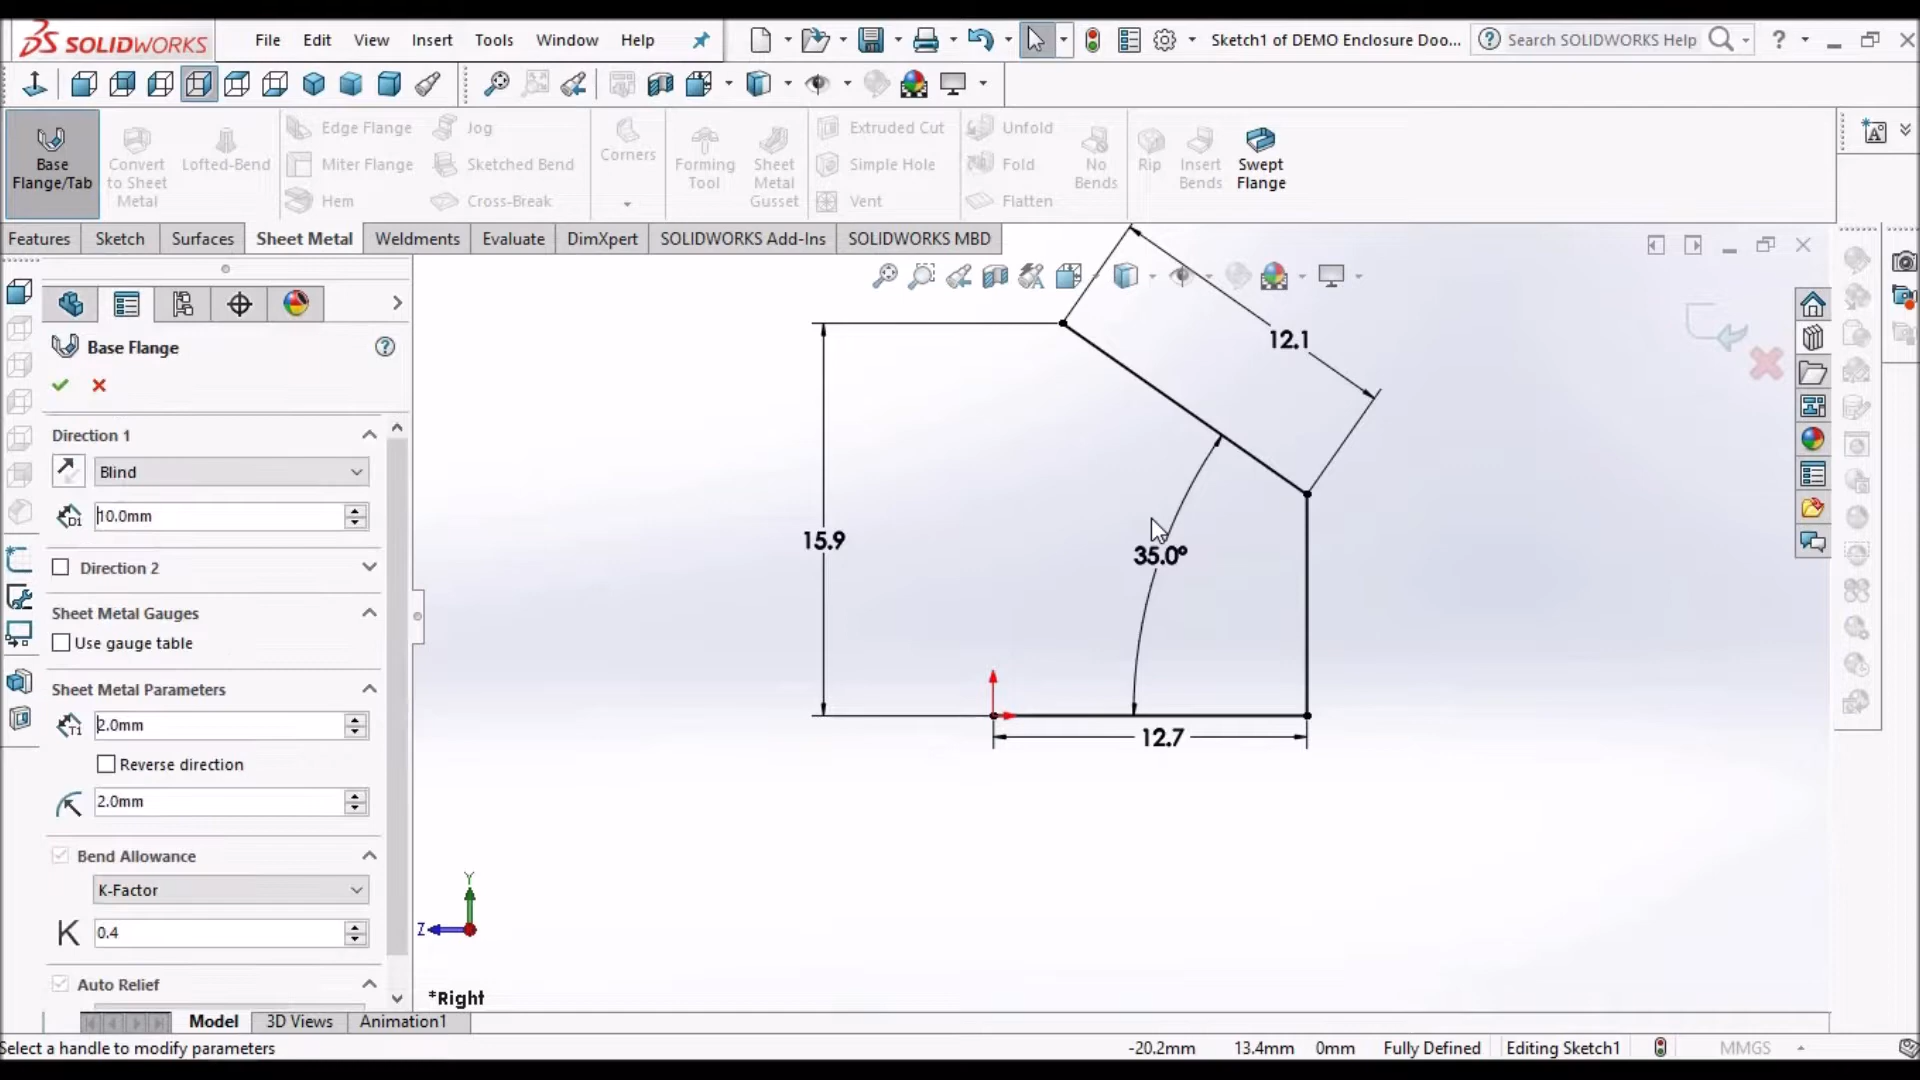 SOLIDWORKS File Edit View Insert Tools Window Help Sketch1 of DEMO Enclosure Doo... Search SOLIDWORKS Help ?
Base Flange/Tab
Convert to Sheet Metal
Lofted-Bend
Edge Flange
Miter Flange
Hem
Jog
Sketched Bend
Cross-Break
Corners
Forming Tool
Sheet Metal Gusset
Extruded Cut
Simple Hole
Vent
Unfold
Fold
Flatten
No Bends
Rip
Insert Bends
Swept Flange
Features Sketch Surfaces Sheet Metal Weldments Evaluate DimXpert SOLIDWORKS Add-Ins SOLIDWORKS MBD
Base Flange ?
Direction 1
Blind
D1 10.0mm
Direction 2
Sheet Metal Gauges
Use gauge table
Sheet Metal Parameters
T1 2.0mm
Reverse direction
2.0mm
Bend Allowance
K-Factor
K 0.4
Auto Relief
12.1
15.9
35.0°
12.7
Y
Z
*Right
Model 3D Views Animation1
Select a handle to modify parameters -20.2mm 13.4mm 0mm Fully Defined Editing Sketch1 MMGS